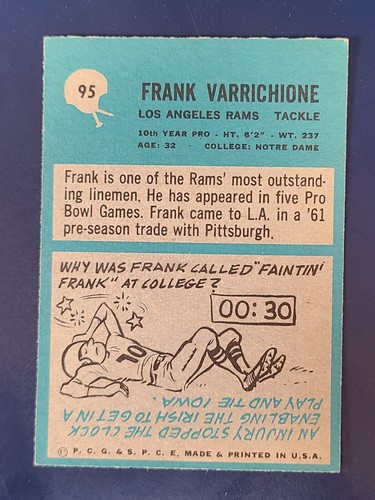 95
FRANK VARRICHIONE
LOS ANGELES RAMS TACKLE
10th YEAR PRO - HT. 6'2" - WT. 237
AGE: 32 - COLLEGE: NOTRE DAME
Frank is one of the Rams' most outstand-
ing linemen. He has appeared in five Pro
Bowl Games. Frank came to L.A. in a '61
pre-season trade with Pittsburgh.
WHY WAS FRANK CALLED "FAINTIN'
FRANK" AT COLLEGE?
00:30
10
AN INJURY STOPPED THE CLOCK
ENABLING THE IRISH TO GET IN A
PLAY AND TIE IOWA.
© P. C. G. & S. P. C. E. MADE & PRINTED IN U.S.A.